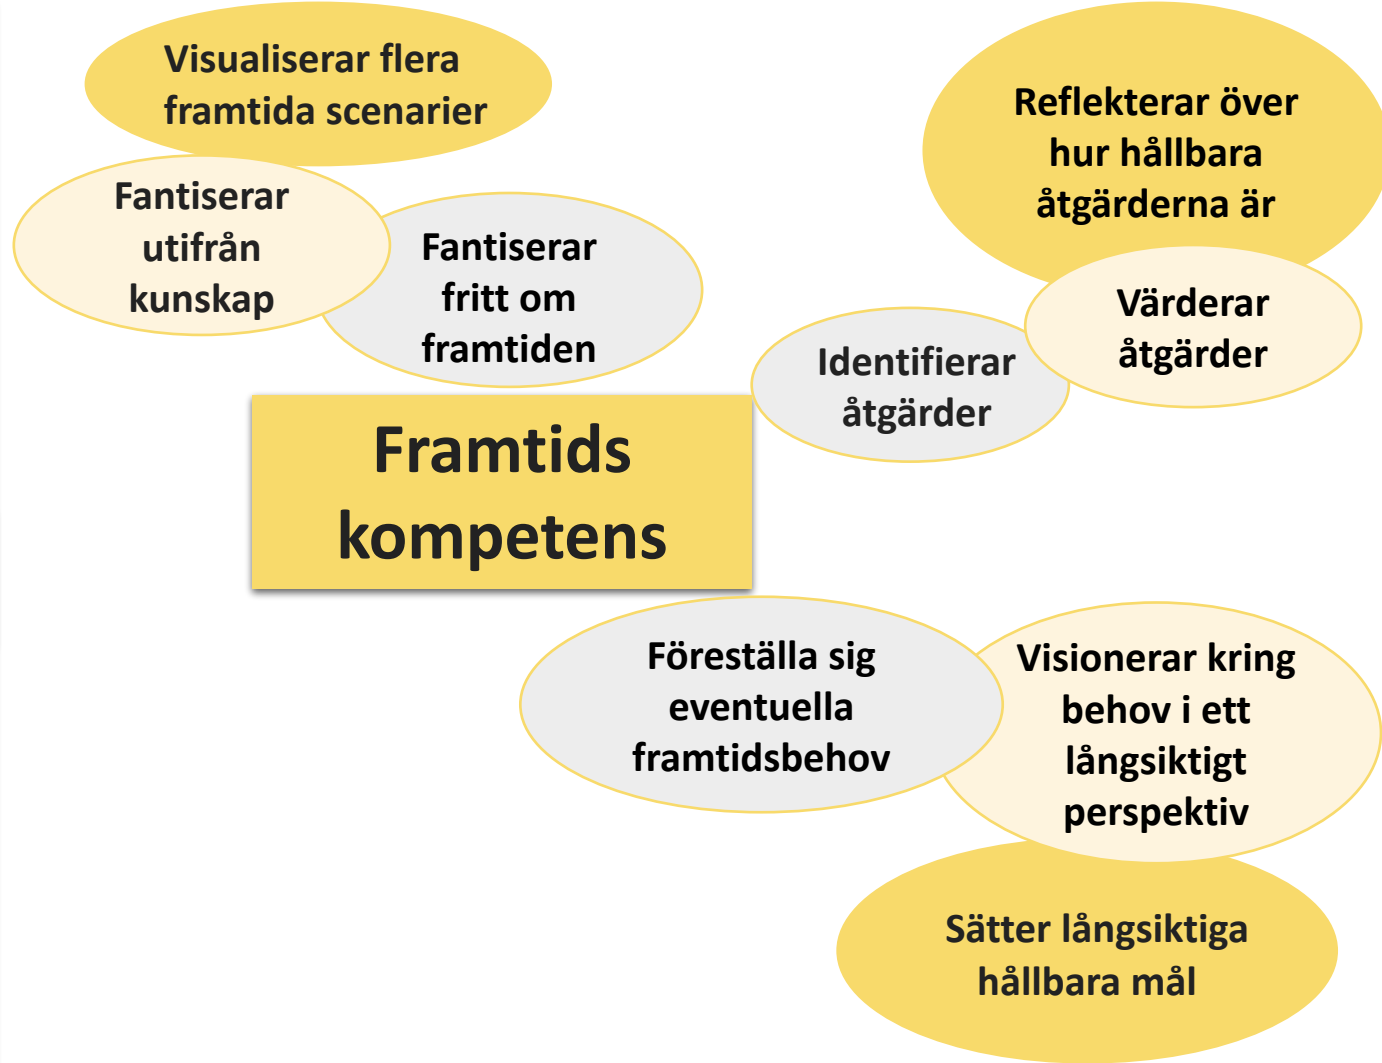 Visualiserar flera
framtida scenarier
Fantiserar
utifrån
kunskap
Fantiserar
fritt om
framtiden
Reflekterar över
hur hållbara
åtgärderna är
Värderar
åtgärder
Identifierar
åtgärder
Framtids
kompetens
Föreställa sig
eventuella
framtidsbehov
Visionerar kring
behov i ett
långsiktigt
perspektiv
Sätter långsiktiga
hållbara mål